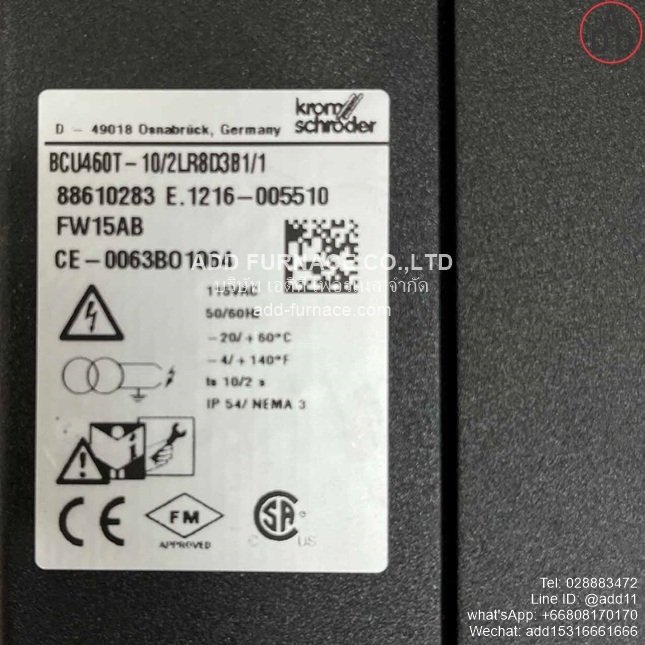 krom
schröder
D - 49018 Osnabrück, Germany
BCU460T-10/2LR8D3B1/1
88610283 E.1216-005510
FW15AB
CE-0063BO1
ADD FURNACE CO.,LTD
บริษัท เอดีดี เฟอร์เนส จำกัด
add-furnace.com
115VAC
50/60Hz
-20/+60°C
-4/+140°F
ts 10/2 s
IP 54/ NEMA 3
i
CE
FM
APPROVED
SA
C US
Tel: 028883472
Line ID: @add11
what'sApp: +66808170170
Wechat: add15316661666